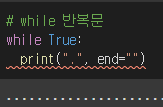 # while 반복문
while True:
  print(".", end="")
................................